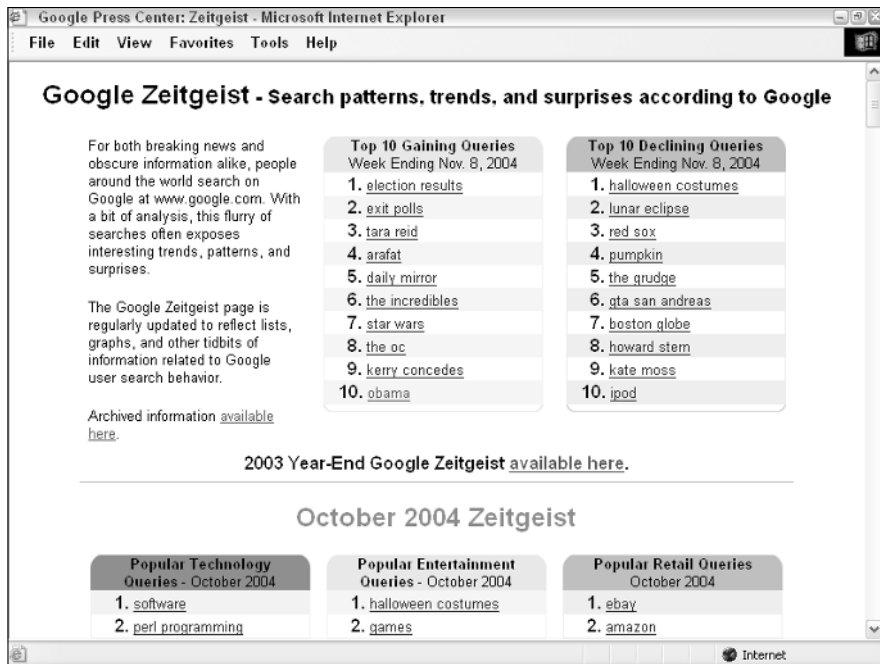 Google Press Center: Zeitgeist - Microsoft Internet Explorer
File Edit View Favorites Tools Help
Google Zeitgeist - Search patterns, trends, and surprises according to Google
For both breaking news and
obscure information alike, people
around the world search on
Google at www.google.com. With
a bit of analysis, this flurry of
searches often exposes
interesting trends, patterns, and
surprises.
The Google Zeitgeist page is
regularly updated to reflect lists,
graphs, and other tidbits of
information related to Google
user search behavior.
Archived information available
here.
Top 10 Gaining Queries
Week Ending Nov. 8, 2004
1. election results
2. exit polls
3. tara reid
4. arafat
5. daily mirror
6. the incredibles
7. star wars
8. the oc
9. kerry concedes
10. obama
Top 10 Declining Queries
Week Ending Nov. 8, 2004
1. halloween costumes
2. lunar eclipse
3. red sox
4. pumpkin
5. the grudge
6. gta san andreas
7. boston globe
8. howard stern
9. kate moss
10. ipod
2003 Year-End Google Zeitgeist available here.
October 2004 Zeitgeist
Popular Technology
Queries - October 2004
1. software
2. perl programming
Popular Entertainment
Queries - October 2004
1. halloween costumes
2. games
Popular Retail Queries
October 2004
1. ebay
2. amazon
Internet